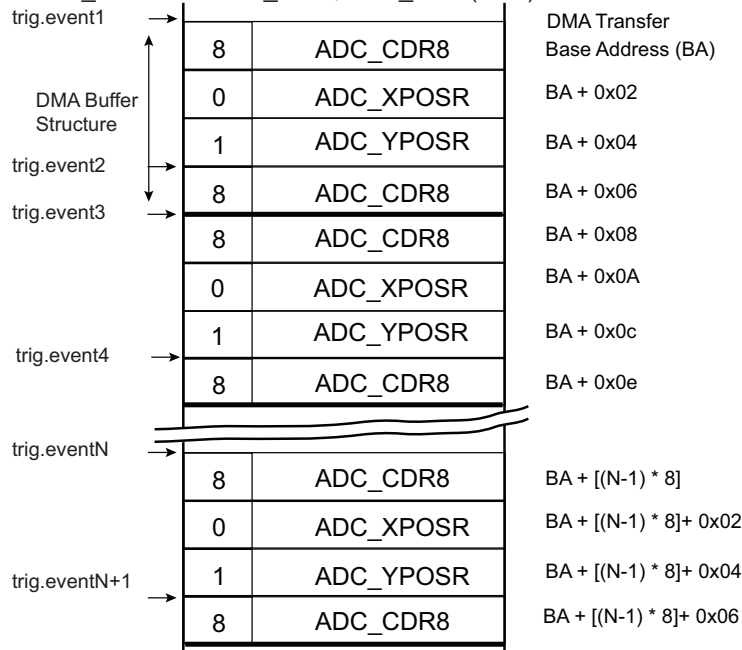 trig.event1
DMA Transfer
8 ADC_CDR8 Base Address (BA)
DMA Buffer
Structure
0 ADC_XPOSR BA + 0x02
1 ADC_YPOSR BA + 0x04
trig.event2
8 ADC_CDR8 BA + 0x06
trig.event3
8 ADC_CDR8 BA + 0x08
0 ADC_XPOSR BA + 0x0A
1 ADC_YPOSR BA + 0x0c
trig.event4
8 ADC_CDR8 BA + 0x0e
trig.eventN
8 ADC_CDR8 BA + [(N-1) * 8]
0 ADC_XPOSR BA + [(N-1) * 8]+ 0x02
1 ADC_YPOSR BA + [(N-1) * 8]+ 0x04
trig.eventN+1
8 ADC_CDR8 BA + [(N-1) * 8]+ 0x06